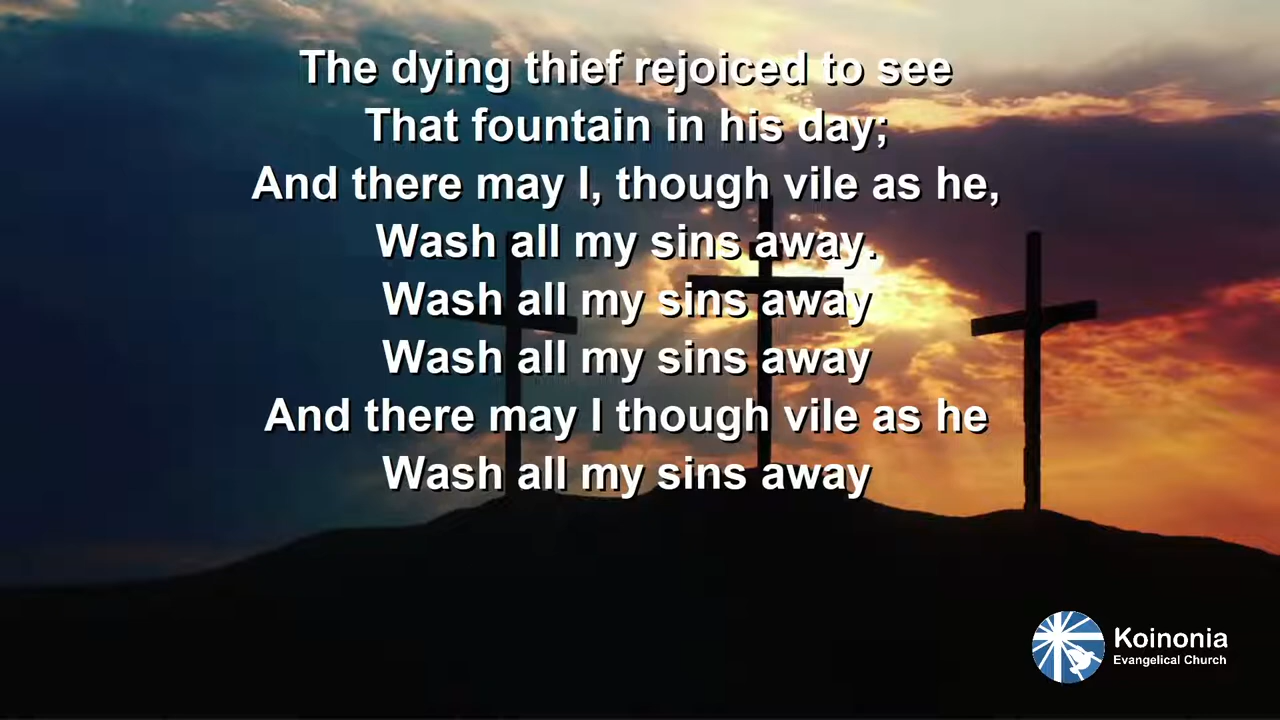 The dying thief rejoiced to see
That fountain in his day;
And there may I, though vile as he,
Wash all my sins away.
Wash all my sins away
Wash all my sins away
And there may I though vile as he
Wash all my sins away
Koinonia
Evangelical Church